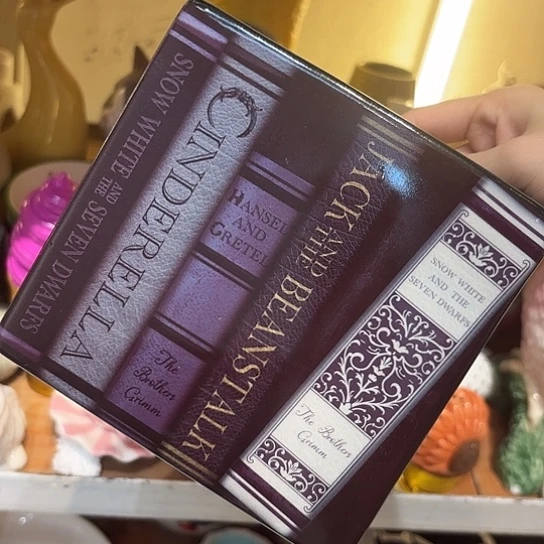 SNOW WHITE AND THE SEVEN DWARFS
CINDERELLA
HANSEL
AND
GRETEL
The
Brothers
Grimm
JACK AND THE BEANSTALK
SNOW WHITE
AND THE
SEVEN DWARFS
The Brothers
Grimm